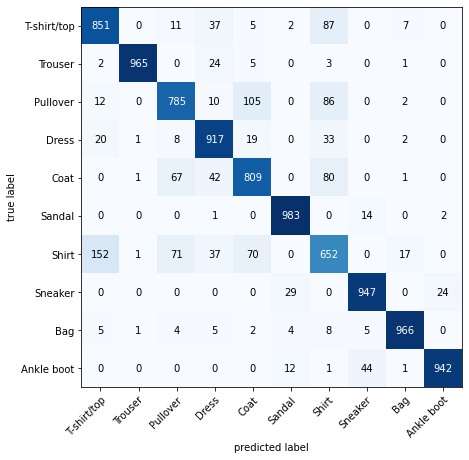 T-shirt/top 851 0 11 37 5 2 87 0 7 0
Trouser 2 965 0 24 5 0 3 0 1 0
Pullover 12 0 785 10 105 0 86 0 2 0
Dress 20 1 8 917 19 0 33 0 2 0
Coat 0 1 67 42 809 0 80 0 1 0
Sandal 0 0 0 1 0 983 0 14 0 2
Shirt 152 1 71 37 70 0 652 0 17 0
Sneaker 0 0 0 0 0 29 0 947 0 24
Bag 5 1 4 5 2 4 8 5 966 0
Ankle boot 0 0 0 0 0 12 1 44 1 942
true label
T-shirt/top Trouser Pullover Dress Coat Sandal Shirt Sneaker Bag Ankle boot
predicted label